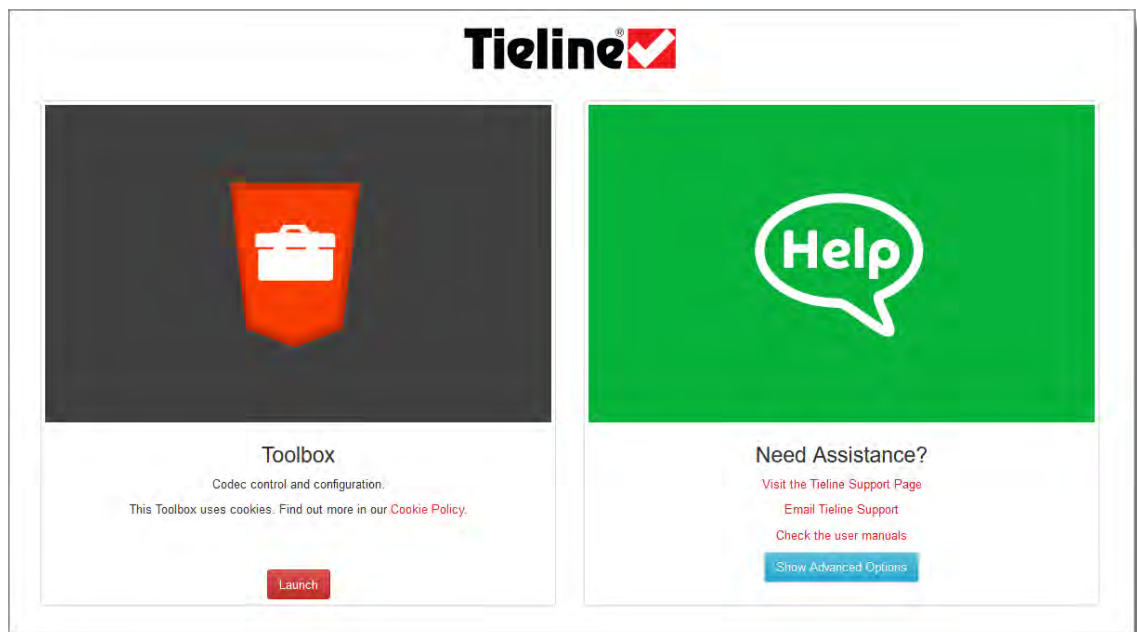 Tieline®
Help
Toolbox
Codec control and configuration.
This Toolbox uses cookies. Find out more in our Cookie Policy.
Launch
Need Assistance?
Visit the Tieline Support Page
Email Tieline Support
Check the user manuals
Show Advanced Options